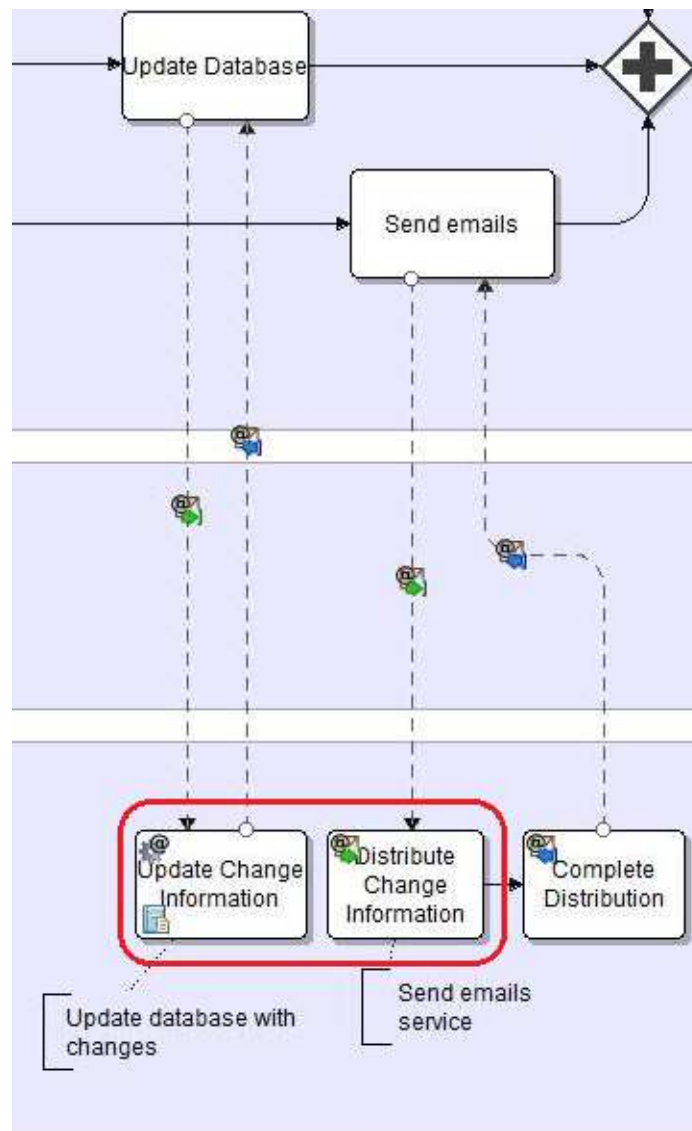 Update Database
Send emails
Update Change
Information
Distribute
Change
Information
Complete
Distribution
Update database with
changes
Send emails
service